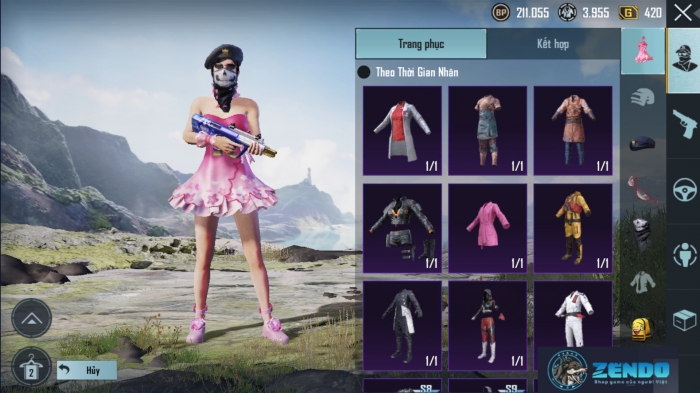 BP 211.055 3.955 G 420
Trang phục Kết hợp
Theo Thời Gian Nhận
1/1 1/1 1/1
1/1 1/1 1/1
1/1 1/1 1/1
S8 S9
2 Hủy
ZENDO
Shop game của người Việt